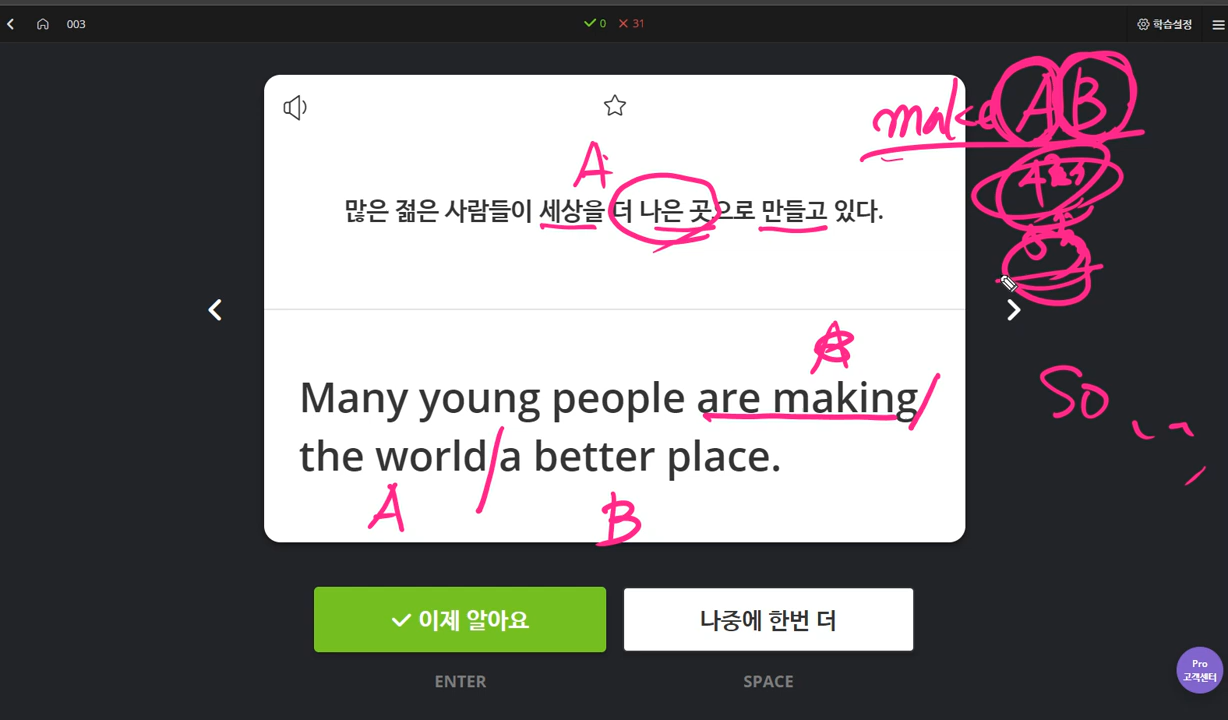 003
0 31
학습설정
make A B
A
많은 젊은 사람들이 세상을 더 나은 곳으로 만들고 있다.
Many young people are making
the world a better place.
A B
So
이제 알아요
나중에 한번 더
ENTER
SPACE
Pro
고객센터